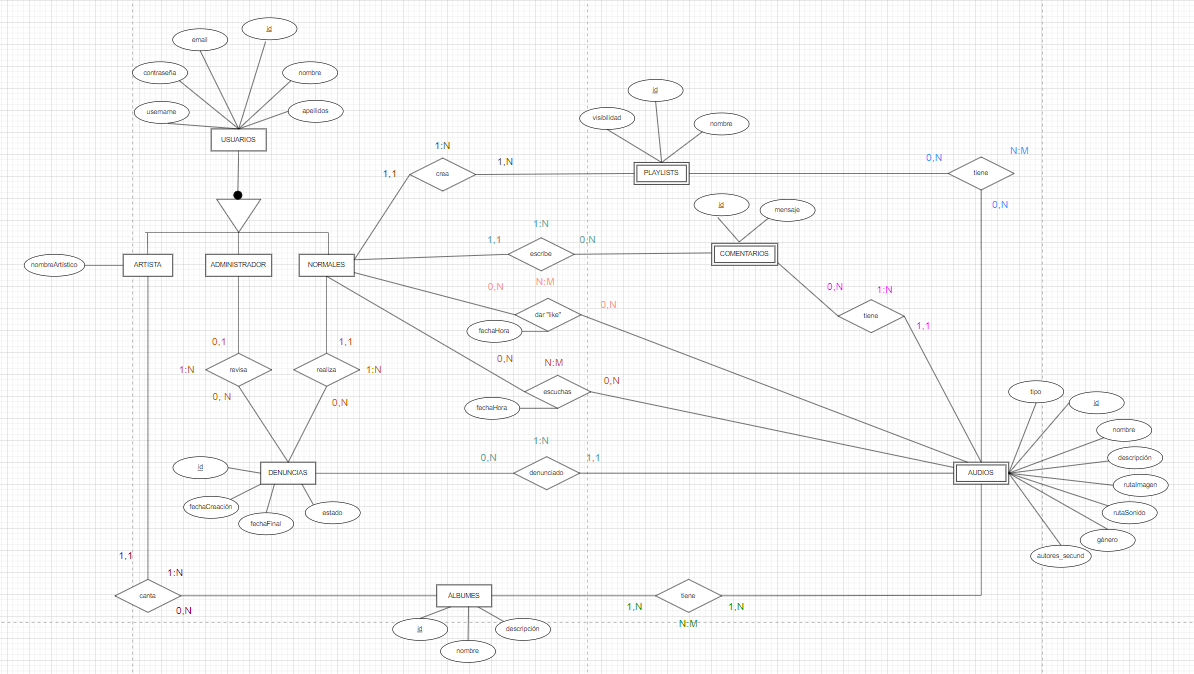 id
email
contraseña
nombre
username
apellidos
USUARIOS
id
visibilidad
nombre
1:N
1,1
crea
1,N
PLAYLISTS
0,N
N:M
tiene
0,N
id
mensaje
COMENTARIOS
nombreArtistico
ARTISTA
ADMINISTRADOR
NORMALES
1:N
1,1
escribe
0,N
0,N
N:M
dar "like"
0,N
fechaHora
0,N
1:N
tiene
1,1
0,1
1:N
revisa
0, N
1,1
realiza
1:N
0,N
0,N
N:M
escuchas
0,N
fechaHora
tipo
id
nombre
descripción
rutaImagen
rutaSonido
género
autores_secund
AUDIOS
id
DENUNCIAS
fechaCreación
fechaFinal
estado
1:N
0,N
denunciado
1,1
1,1
1:N
canta
0,N
ALBUMES
id
nombre
descripción
1,N
tiene
1,N
N:M